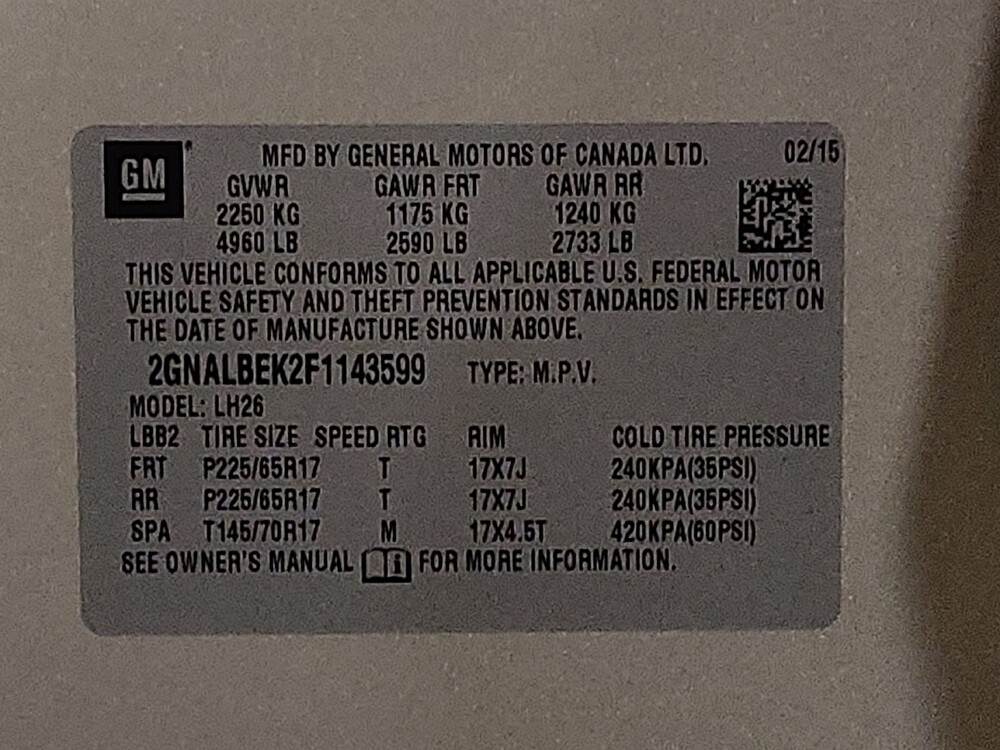 GM
MFD BY GENERAL MOTORS OF CANADA LTD. 02/15
GVWR GAWR FRT GAWR RR
2250 KG 1175 KG 1240 KG
4960 LB 2590 LB 2733 LB
THIS VEHICLE CONFORMS TO ALL APPLICABLE U.S. FEDERAL MOTOR
VEHICLE SAFETY AND THEFT PREVENTION STANDARDS IN EFFECT ON
THE DATE OF MANUFACTURE SHOWN ABOVE.
2GNALBEK2F1143599 TYPE: M.P.V.
MODEL: LH26
LBB2 TIRE SIZE SPEED RTG RIM COLD TIRE PRESSURE
FRT P225/65R17 T 17X7J 240KPA(35PSI)
RR P225/65R17 T 17X7J 240KPA(35PSI)
SPA T145/70R17 M 17X4.5T 420KPA(60PSI)
SEE OWNER'S MANUAL FOR MORE INFORMATION.